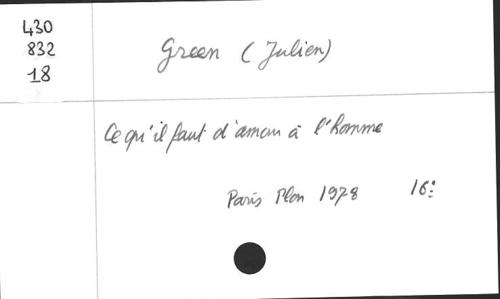 430
832
18
Green (Julien)
Ce qu'il faut d'amour à l'homme
Paris Plon 1978 16: